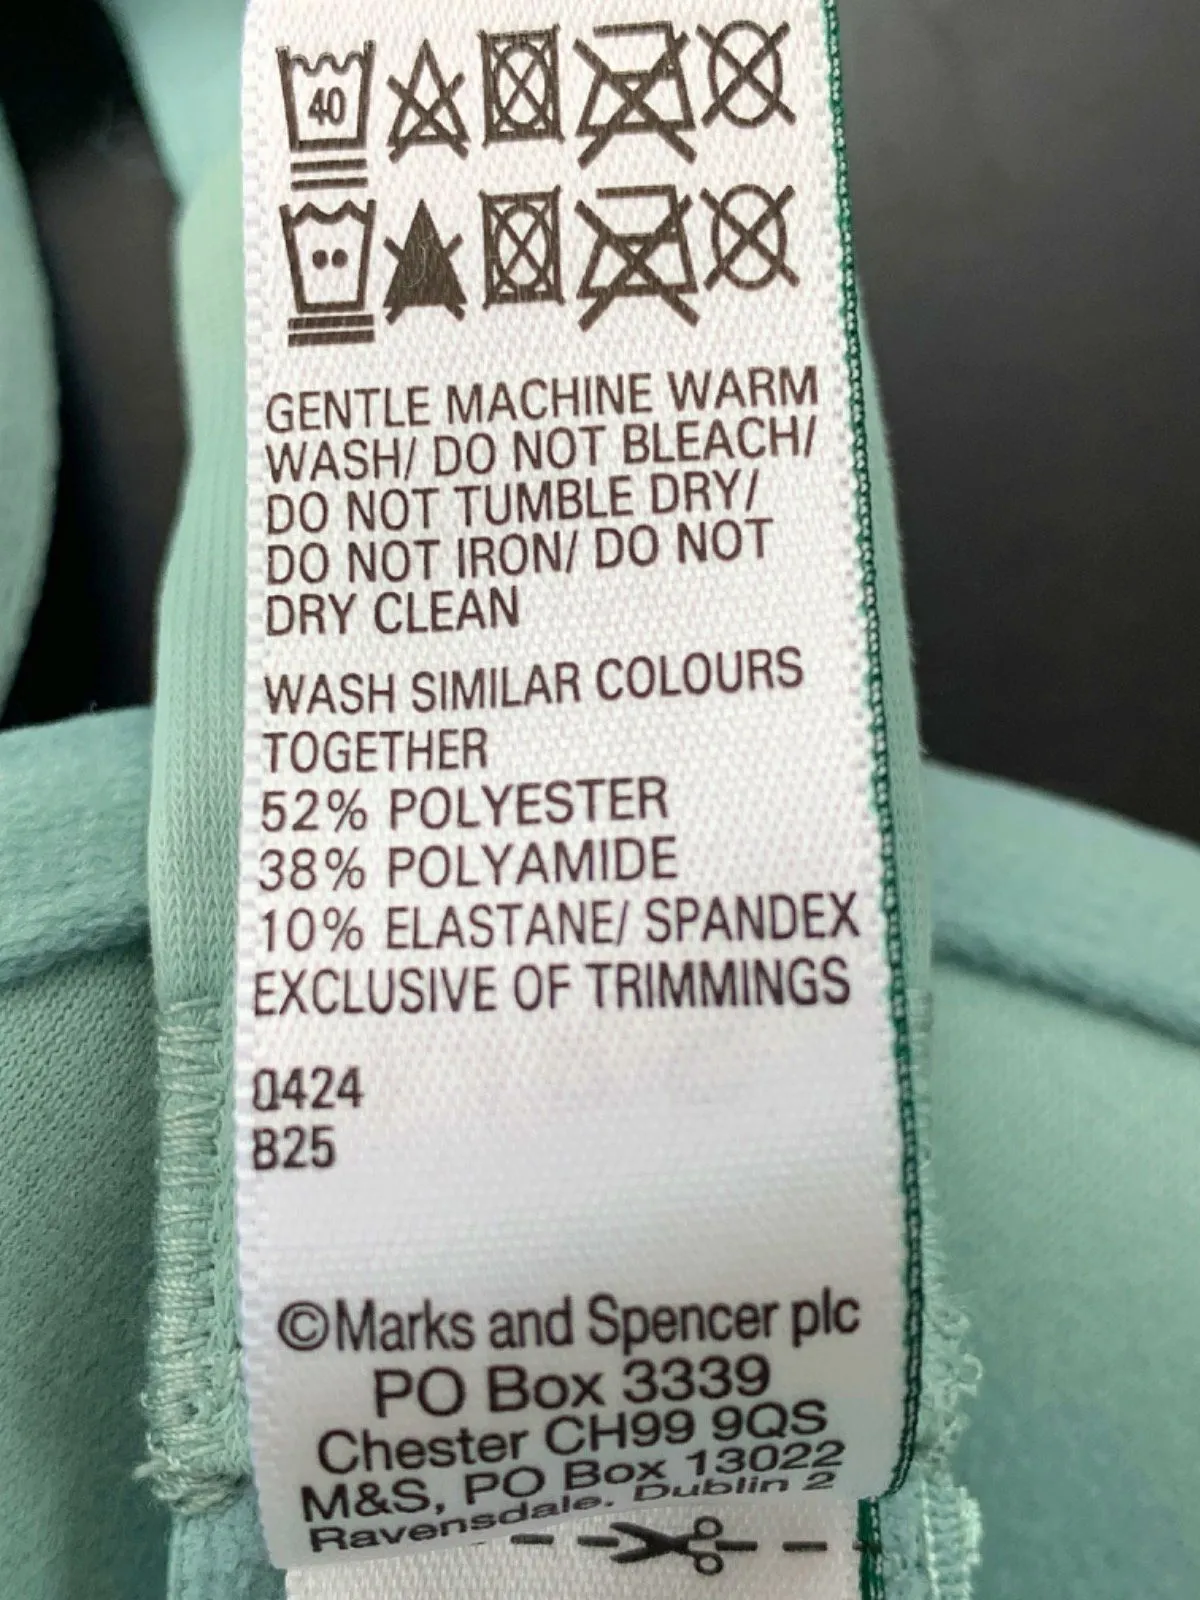 40
GENTLE MACHINE WARM
WASH/ DO NOT BLEACH/
DO NOT TUMBLE DRY/
DO NOT IRON/ DO NOT
DRY CLEAN
WASH SIMILAR COLOURS
TOGETHER
52% POLYESTER
38% POLYAMIDE
10% ELASTANE/ SPANDEX
EXCLUSIVE OF TRIMMINGS
0424
B25
©Marks and Spencer plc
PO Box 3339
Chester CH99 9QS
M&S, PO Box 13022
Ravensdale. Dublin 2